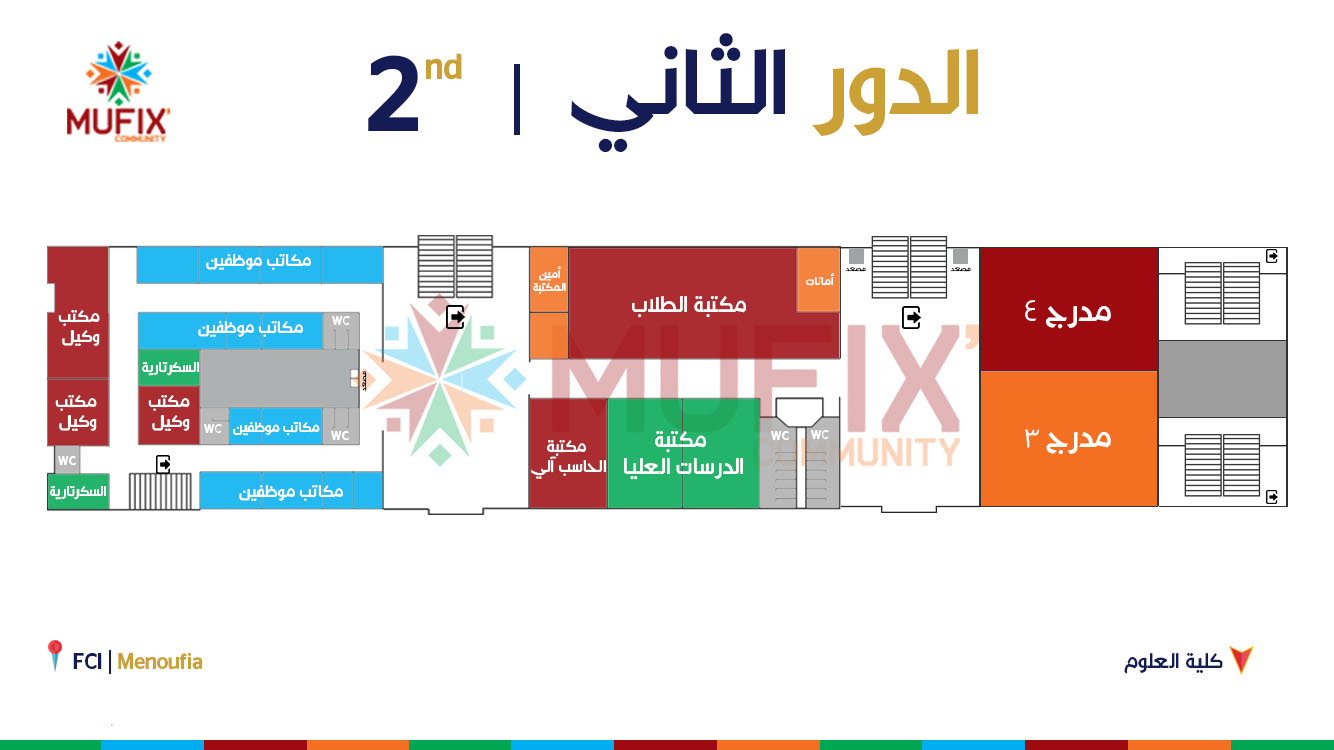 MUFIX'
COMMUNITY
الدور الثاني | 2nd
مكاتب موظفين
مكتب
وكيل
مكاتب موظفين
WC
السكرتارية
مصعد
مكتب
وكيل
مكتب
وكيل
WC
مكاتب موظفين
WC
WC
السكرتارية
مكاتب موظفين
أمين
المكتبة
مكتبة الطلاب
أمانات
مصعد
مصعد
مكتبة
الحاسب آلي
مكتبة
الدرسات العليا
WC
WC
مدرج ٤
مدرج ٣
MUFIX'
COMMUNITY
FCI | Menoufia
كلية العلوم